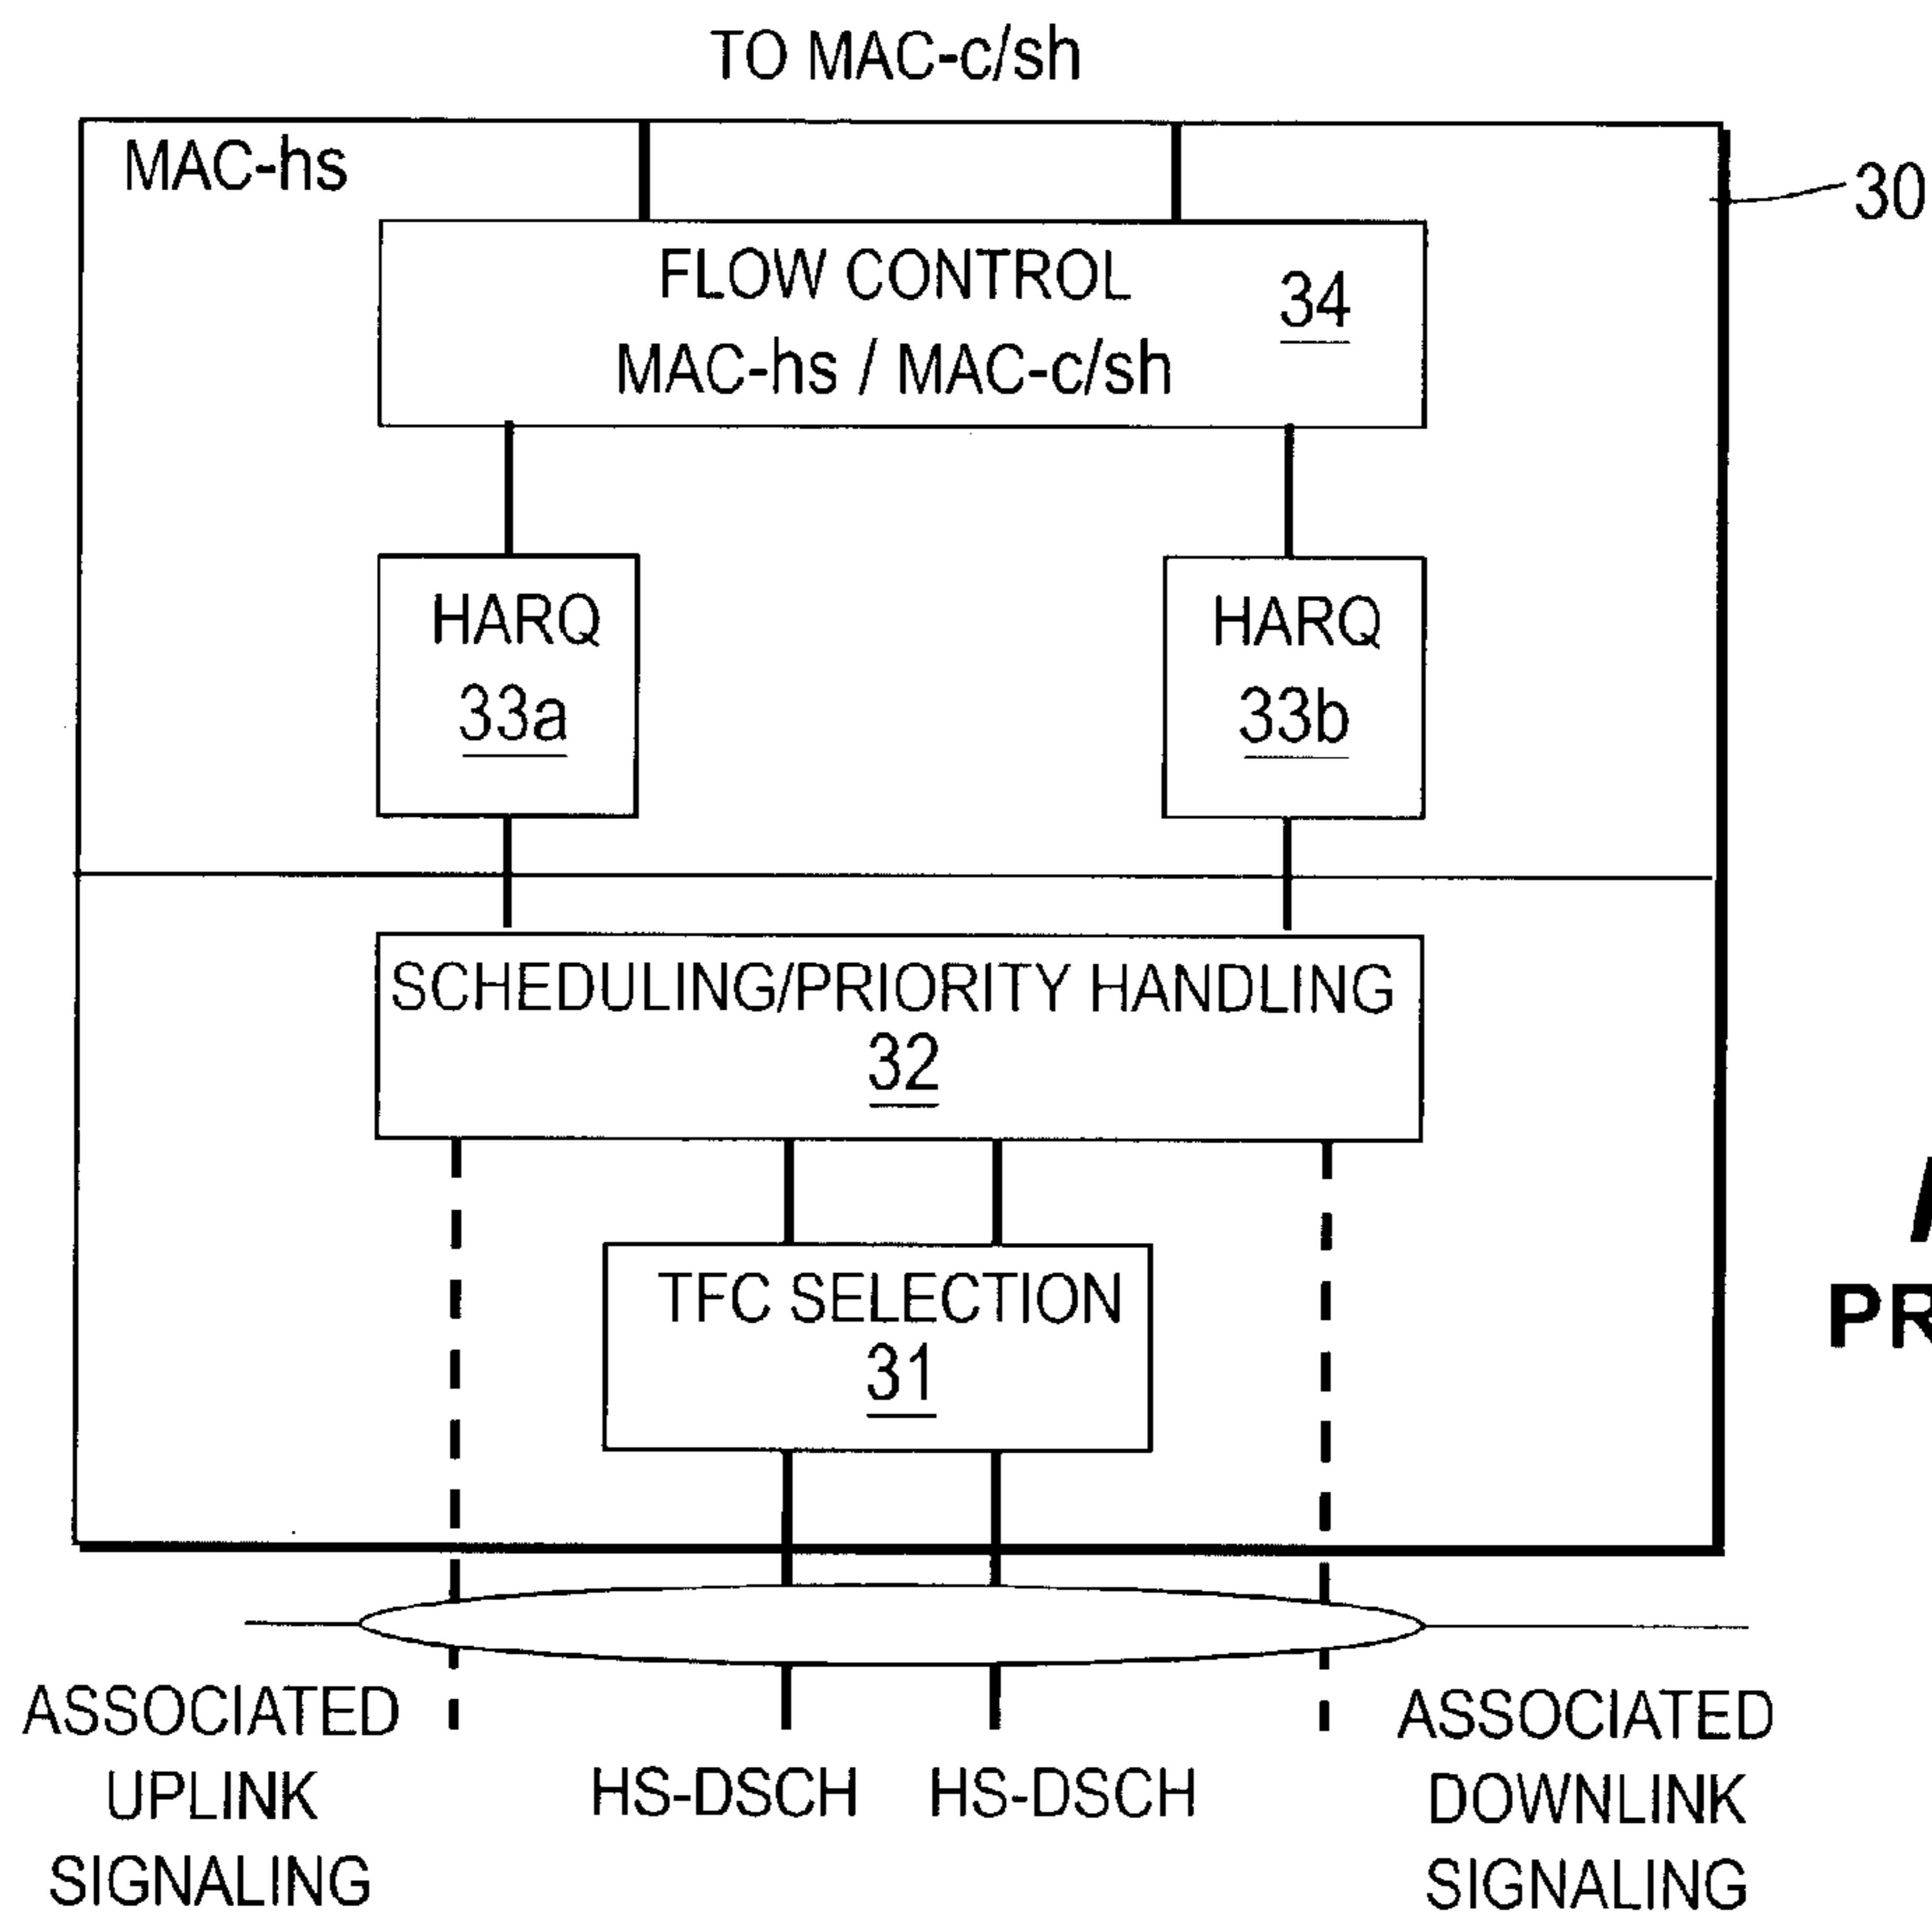 TO MAC-c/sh
MAC-hs
30
FLOW CONTROL
34
MAC-hs / MAC-c/sh
HARQ
33a
HARQ
33b
SCHEDULING/PRIORITY HANDLING
32
TFC SELECTION
31
PR
ASSOCIATED
UPLINK
SIGNALING
HS-DSCH
HS-DSCH
ASSOCIATED
DOWNLINK
SIGNALING